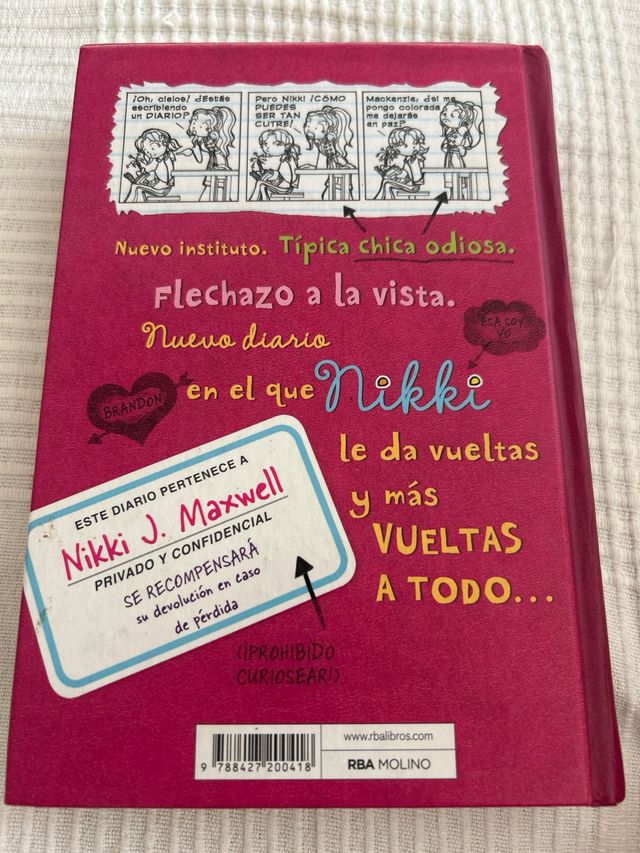 ¡Oh, cielos! ¿Estás
escribiendo
un DIARIO?
Pero Nikki ¡CÓMO
PUEDES
SER TAN
CUTRE!
Mackenzie, ¿si me
pongo colorada
me dejarás
en paz?
Nuevo instituto. Típica chica odiosa.
Flechazo a la vista.
Nuevo diario
ESA SOY
YO
BRANDON
en el que Nikki
le da vueltas
y más
VUELTAS
A TODO...
ESTE DIARIO PERTENECE A
Nikki J. Maxwell
PRIVADO Y CONFIDENCIAL
SE RECOMPENSARÁ
su devolución en caso
de pérdida
(¡PROHIBIDO
CURIOSEAR!)
www.rbalibros.com
RBA MOLINO
9 788427 200418